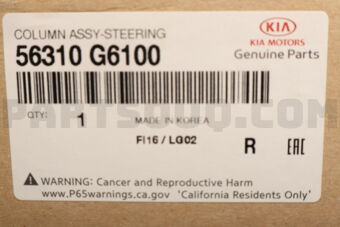 COLUMN ASSY-STEERING
56310 G6100
KIA
KIA MOTORS
Genuine Parts
QTY:
1
MADE IN KOREA
FI16 / LG02
R
EAC
WARNING: Cancer and Reproductive Harm
www.P65warnings.ca.gov 'California Residents Only'
PARTSOUQ.COM